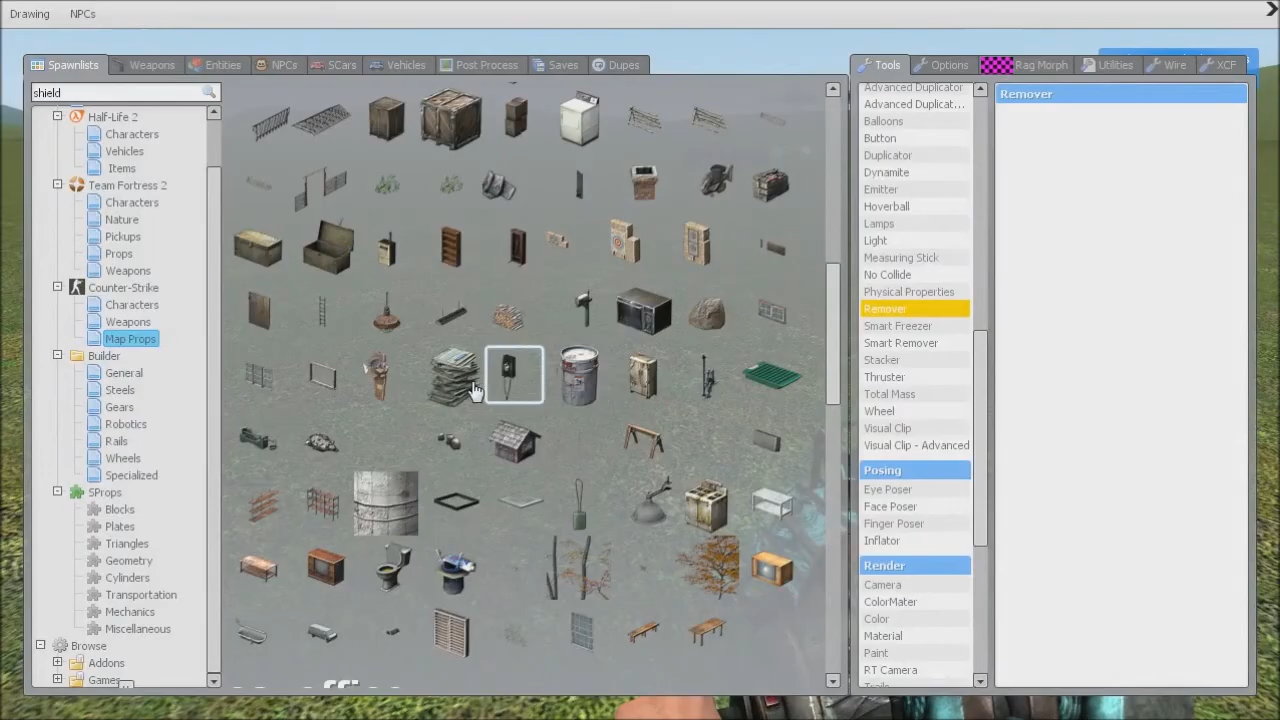 Drawing NPCs
Spawnlists Weapons Entities NPCs SCars Vehicles Post Process Saves Dupes
shield
Half-Life 2
Characters
Vehicles
Items
Team Fortress 2
Characters
Nature
Pickups
Props
Weapons
Counter-Strike
Characters
Weapons
Map Props
Builder
General
Steels
Gears
Robotics
Rails
Wheels
Specialized
SProps
Blocks
Plates
Triangles
Geometry
Cylinders
Transportation
Mechanics
Miscellaneous
Browse
Addons
Games
Tools Options Rag Morph Utilities Wire XCF
Advanced Duplicator
Advanced Duplicat...
Balloons
Button
Duplicator
Dynamite
Emitter
Hoverball
Lamps
Light
Measuring Stick
No Collide
Physical Properties
Remover
Smart Freezer
Smart Remover
Stacker
Thruster
Total Mass
Wheel
Visual Clip
Visual Clip - Advanced
Posing
Eye Poser
Face Poser
Finger Poser
Inflator
Render
Camera
ColorMater
Color
Material
Paint
RT Camera
Remover